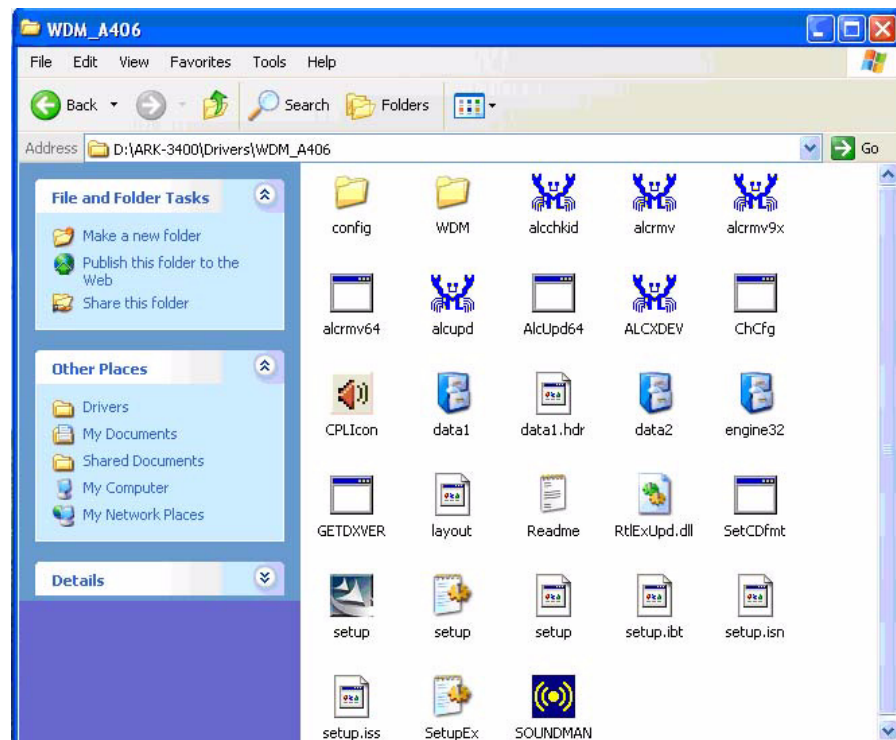 WDM_A406
File Edit View Favorites Tools Help
Back Search Folders
Address D:\ARK-3400\Drivers\WDM_A406 Go
File and Folder Tasks
Make a new folder
Publish this folder to the
Web
Share this folder
Other Places
Drivers
My Documents
Shared Documents
My Computer
My Network Places
Details
config WDM alcchkid alcrmv alcrmv9x
alcrmv64 alcupd AlcUpd64 ALCXDEV ChCfg
CPLIcon data1 data1.hdr data2 engine32
GETDXVER layout Readme RtlExUpd.dll SetCDfmt
setup setup setup setup.ibt setup.isn
setup.iss SetupEx SOUNDMAN